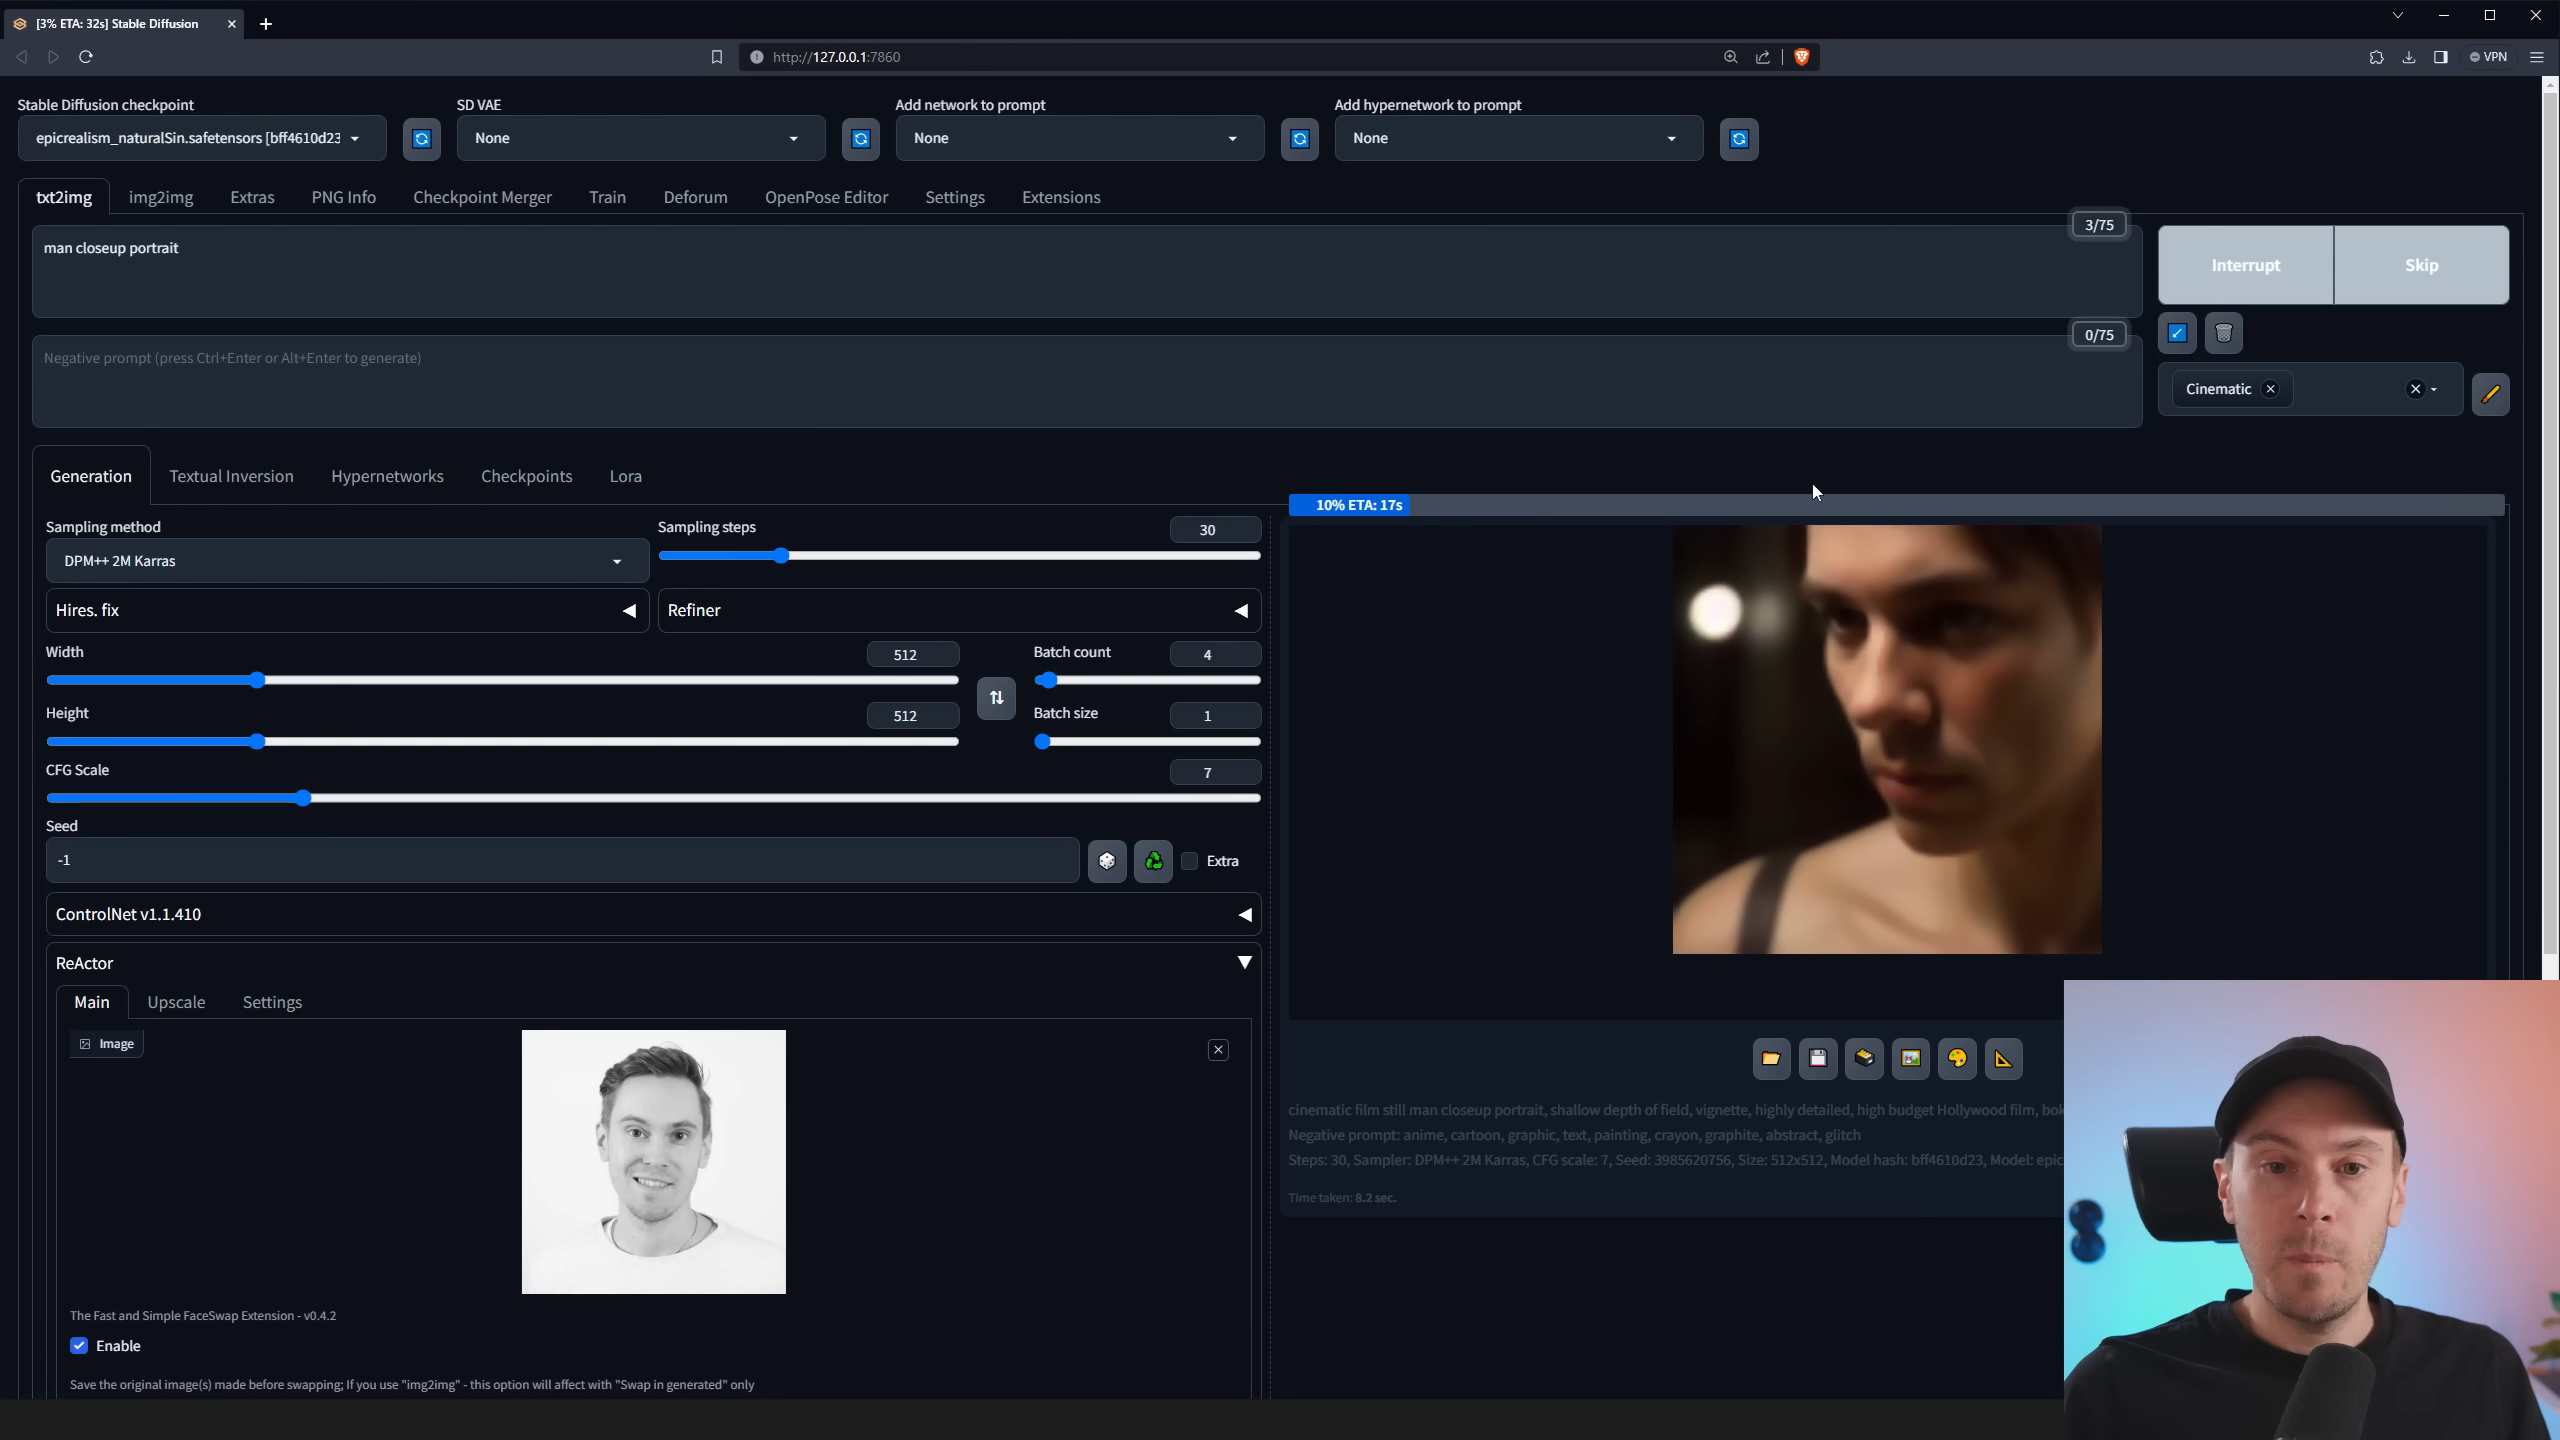 [3% ETA: 32s] Stable Diffusion
http://127.0.0.1:7860
VPN
Stable Diffusion checkpoint
SD VAE
Add network to prompt
Add hypernetwork to prompt
epicrealism_naturalSin.safetensors [bff4610d23
None
None
None
txt2img
img2img
Extras
PNG Info
Checkpoint Merger
Train
Deforum
OpenPose Editor
Settings
Extensions
3/75
man closeup portrait
Interrupt
Skip
0/75
Negative prompt (press Ctrl+Enter or Alt+Enter to generate)
Cinematic
Generation
Textual Inversion
Hypernetworks
Checkpoints
Lora
10% ETA: 17s
Sampling method
Sampling steps
30
DPM++ 2M Karras
Hires. fix
Refiner
Width
512
Batch count
4
Height
512
Batch size
1
CFG Scale
7
Seed
-1
Extra
ControlNet v1.1.410
ReActor
Main
Upscale
Settings
Image
cinematic film still man closeup portrait, shallow depth of field, vignette, highly detailed, high budget Hollywood film, bok
Negative prompt: anime, cartoon, graphic, text, painting, crayon, graphite, abstract, glitch
Steps: 30, Sampler: DPM++ 2M Karras, CFG scale: 7, Seed: 3985620756, Size: 512x512, Model hash: bff4610d23, Model: epic
Time taken: 8.2 sec.
The Fast and Simple FaceSwap Extension - v0.4.2
Enable
Save the original image(s) made before swapping; If you use "img2img" - this option will affect with "Swap in generated" only